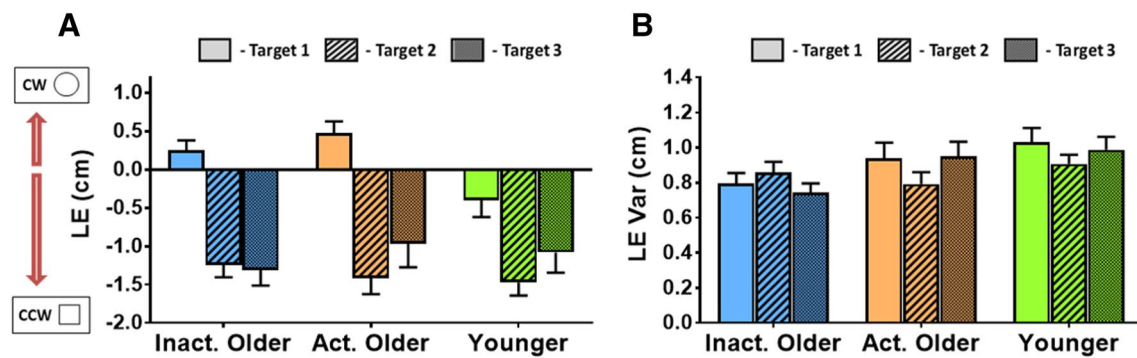 A
- Target 1 - Target 2 - Target 3
CW
CCW
LE (cm)
1.0
0.5
0.0
-0.5
-1.0
-1.5
-2.0
Inact. Older Act. Older Younger
B
- Target 1 - Target 2 - Target 3
LE Var (cm)
1.4
1.2
1.0
0.8
0.6
0.4
0.2
0.0
Inact. Older Act. Older Younger